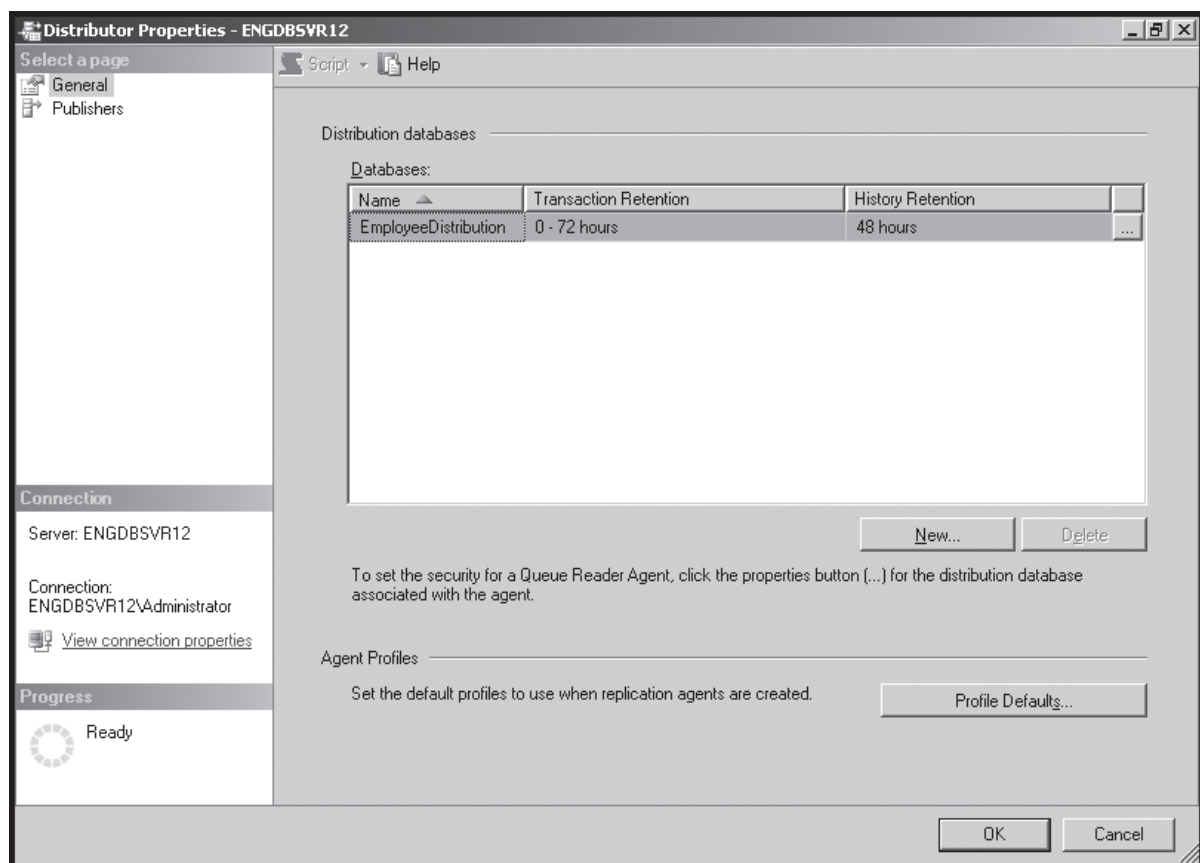 Distributor Properties - ENGDBSVR12
Select a page
General
Publishers
Script
Help
Distribution databases
Databases:
Name
Transaction Retention
History Retention
EmployeeDistribution
0 - 72 hours
48 hours
...
New...
Delete
To set the security for a Queue Reader Agent, click the properties button (...) for the distribution database
associated with the agent.
Agent Profiles
Set the default profiles to use when replication agents are created.
Profile Defaults...
Connection
Server: ENGDBSVR12
Connection:
ENGDBSVR12\Administrator
View connection properties
Progress
Ready
OK
Cancel